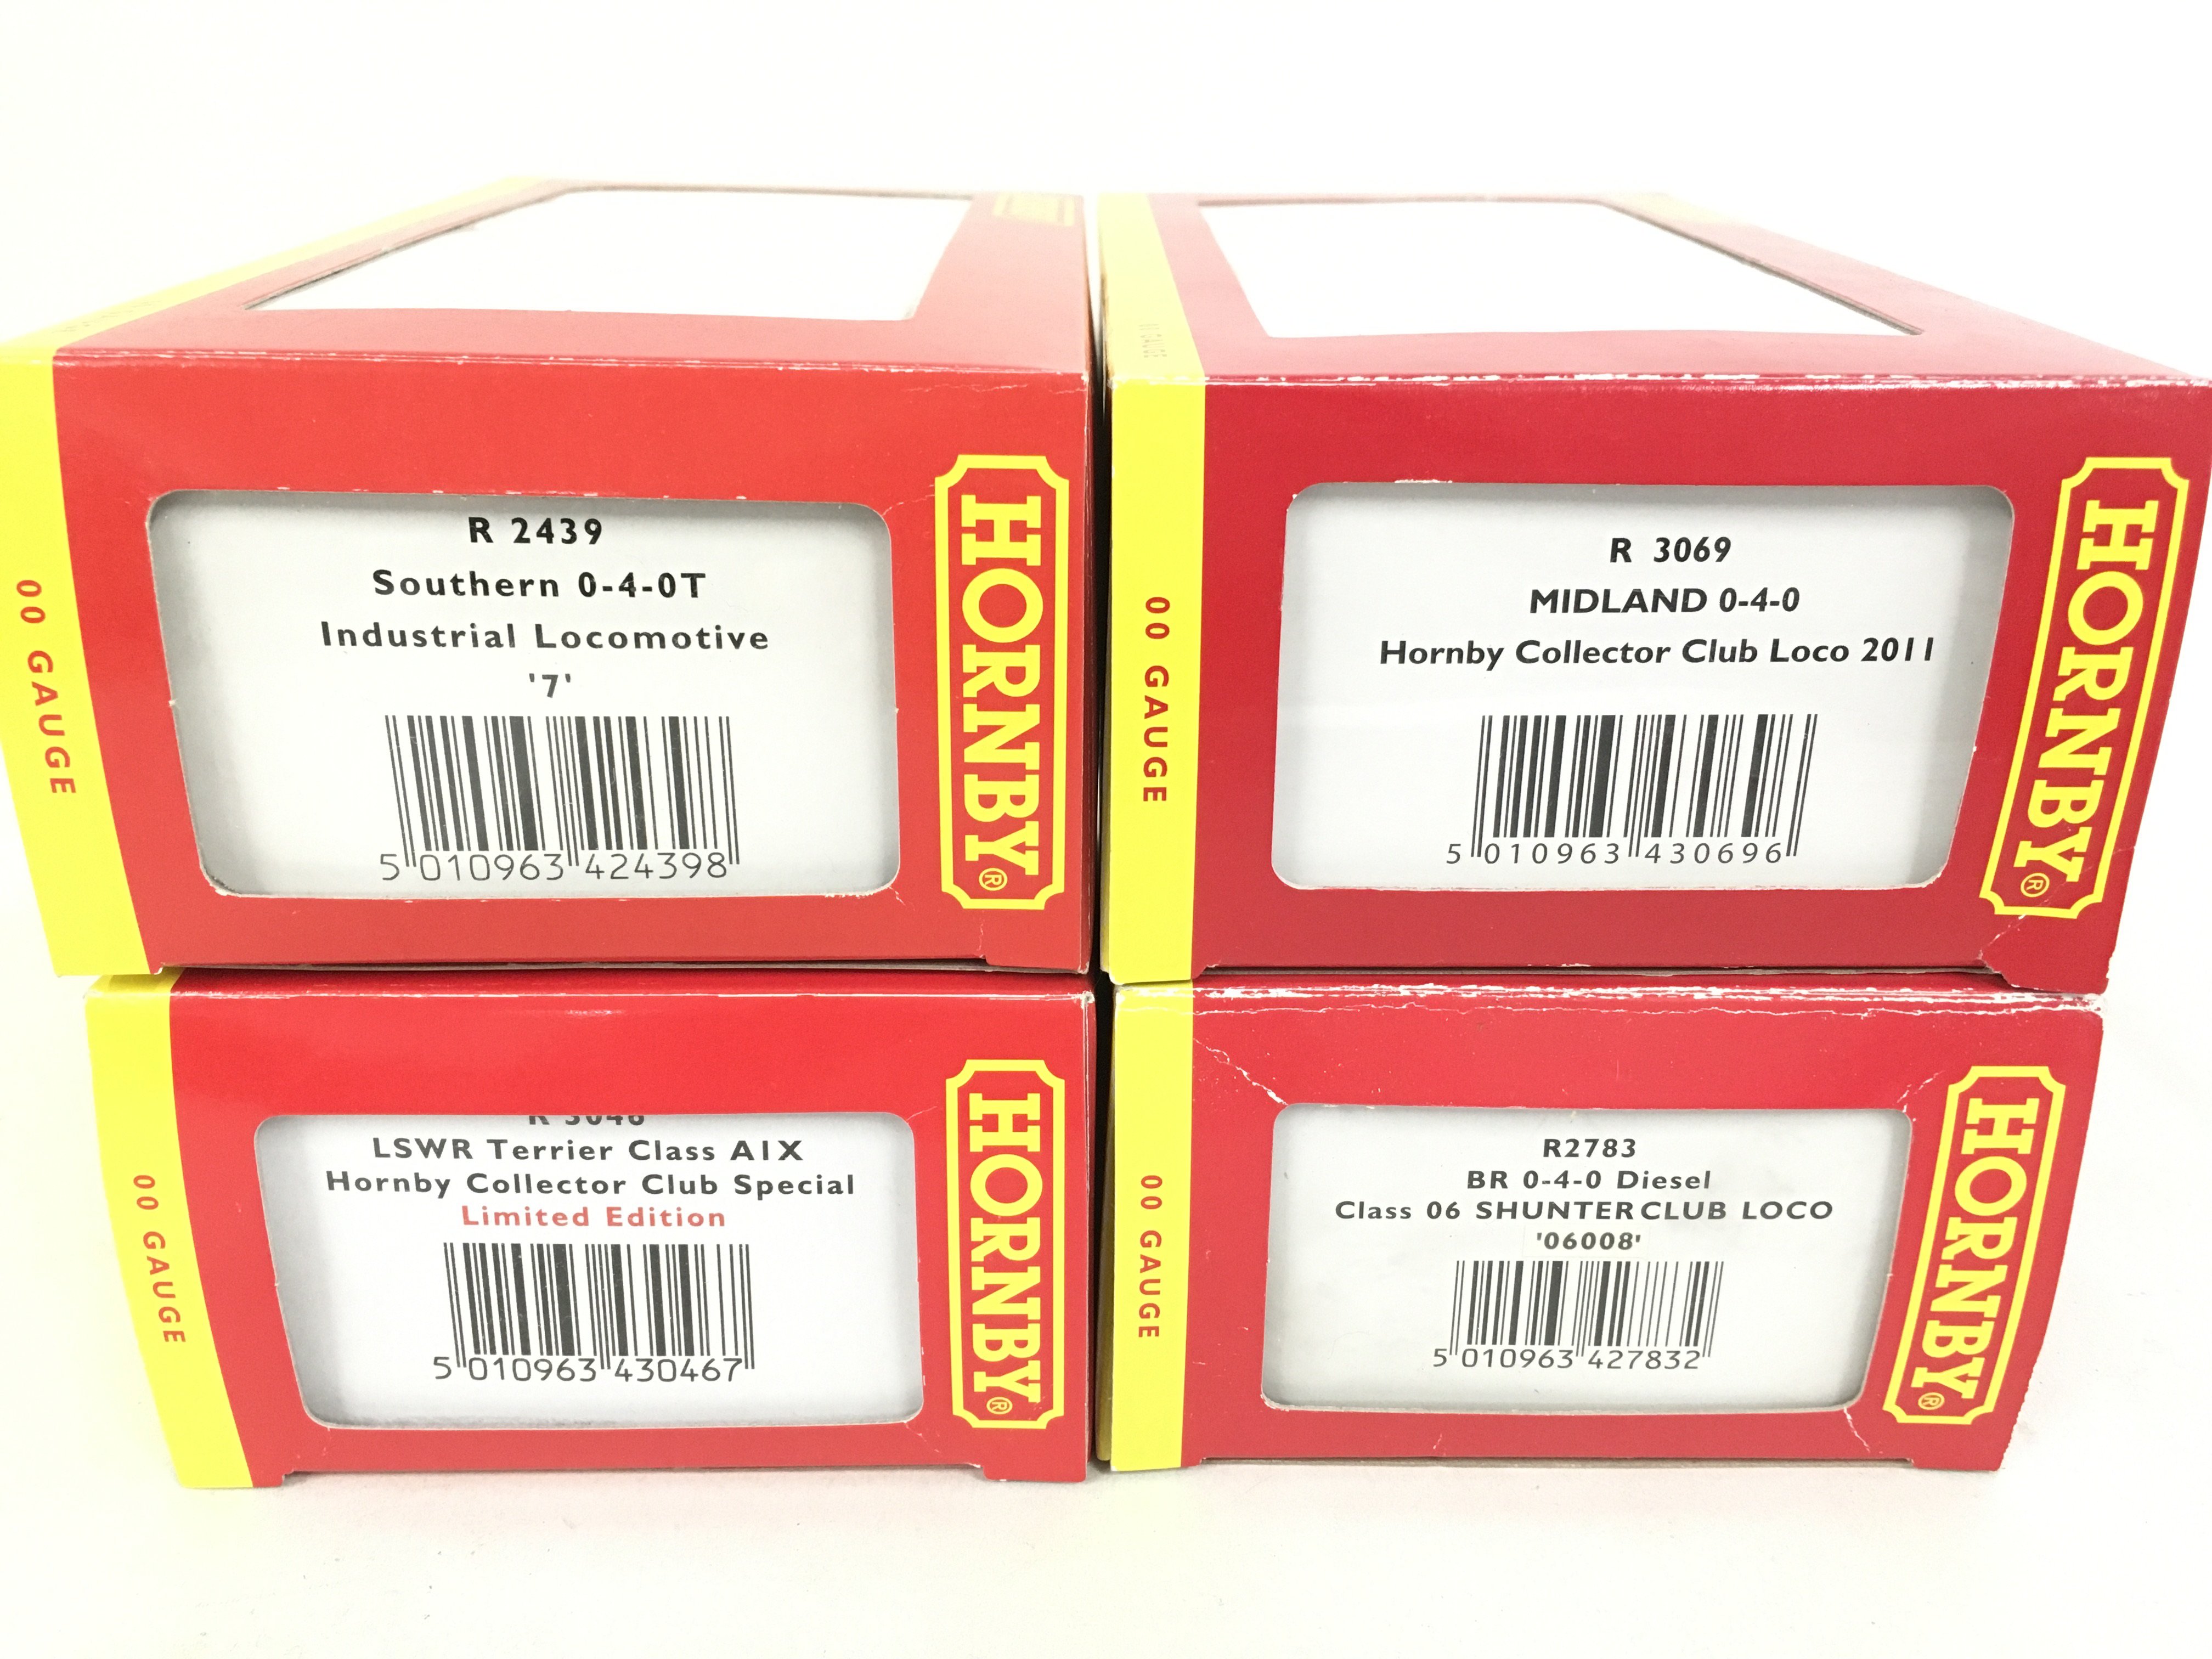 R 2439
Southern 0-4-0T
Industrial Locomotive
'7'
5 010963 424398
00 GAUGE
HORNBY®
R 3069
MIDLAND 0-4-0
Hornby Collector Club Loco 2011
5 010963 430696
00 GAUGE
HORNBY®
R 3046
LSWR Terrier Class A1X
Hornby Collector Club Special
Limited Edition
5 010963 430467
00 GAUGE
HORNBY®
R2783
BR 0-4-0 Diesel
Class 06 SHUNTER CLUB LOCO
'06008'
5 010963 427832
00 GAUGE
HORNBY®